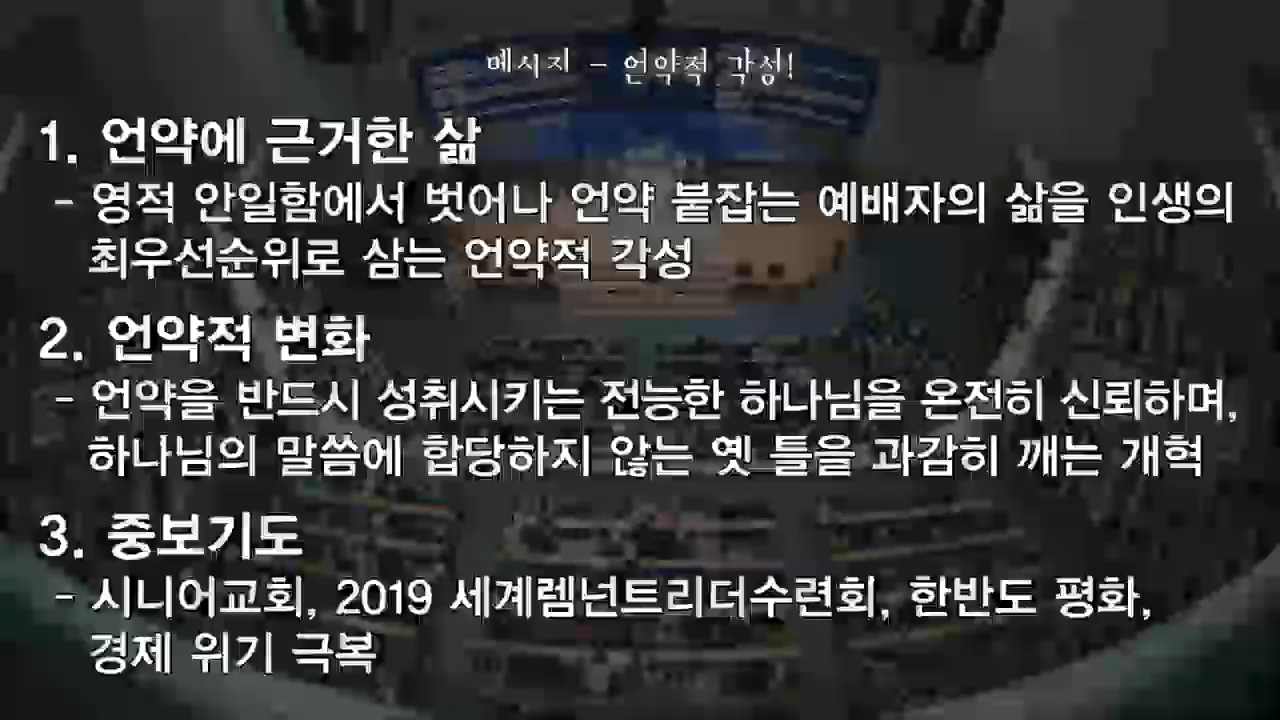 메시지 - 언약적 각성!
1. 언약에 근거한 삶
- 영적 안일함에서 벗어나 언약 붙잡는 예배자의 삶을 인생의
최우선순위로 삼는 언약적 각성
2. 언약적 변화
- 언약을 반드시 성취시키는 전능한 하나님을 온전히 신뢰하며,
하나님의 말씀에 합당하지 않는 옛 틀을 과감히 깨는 개혁
3. 중보기도
- 시니어교회, 2019 세계렘넌트리더수련회, 한반도 평화,
경제 위기 극복